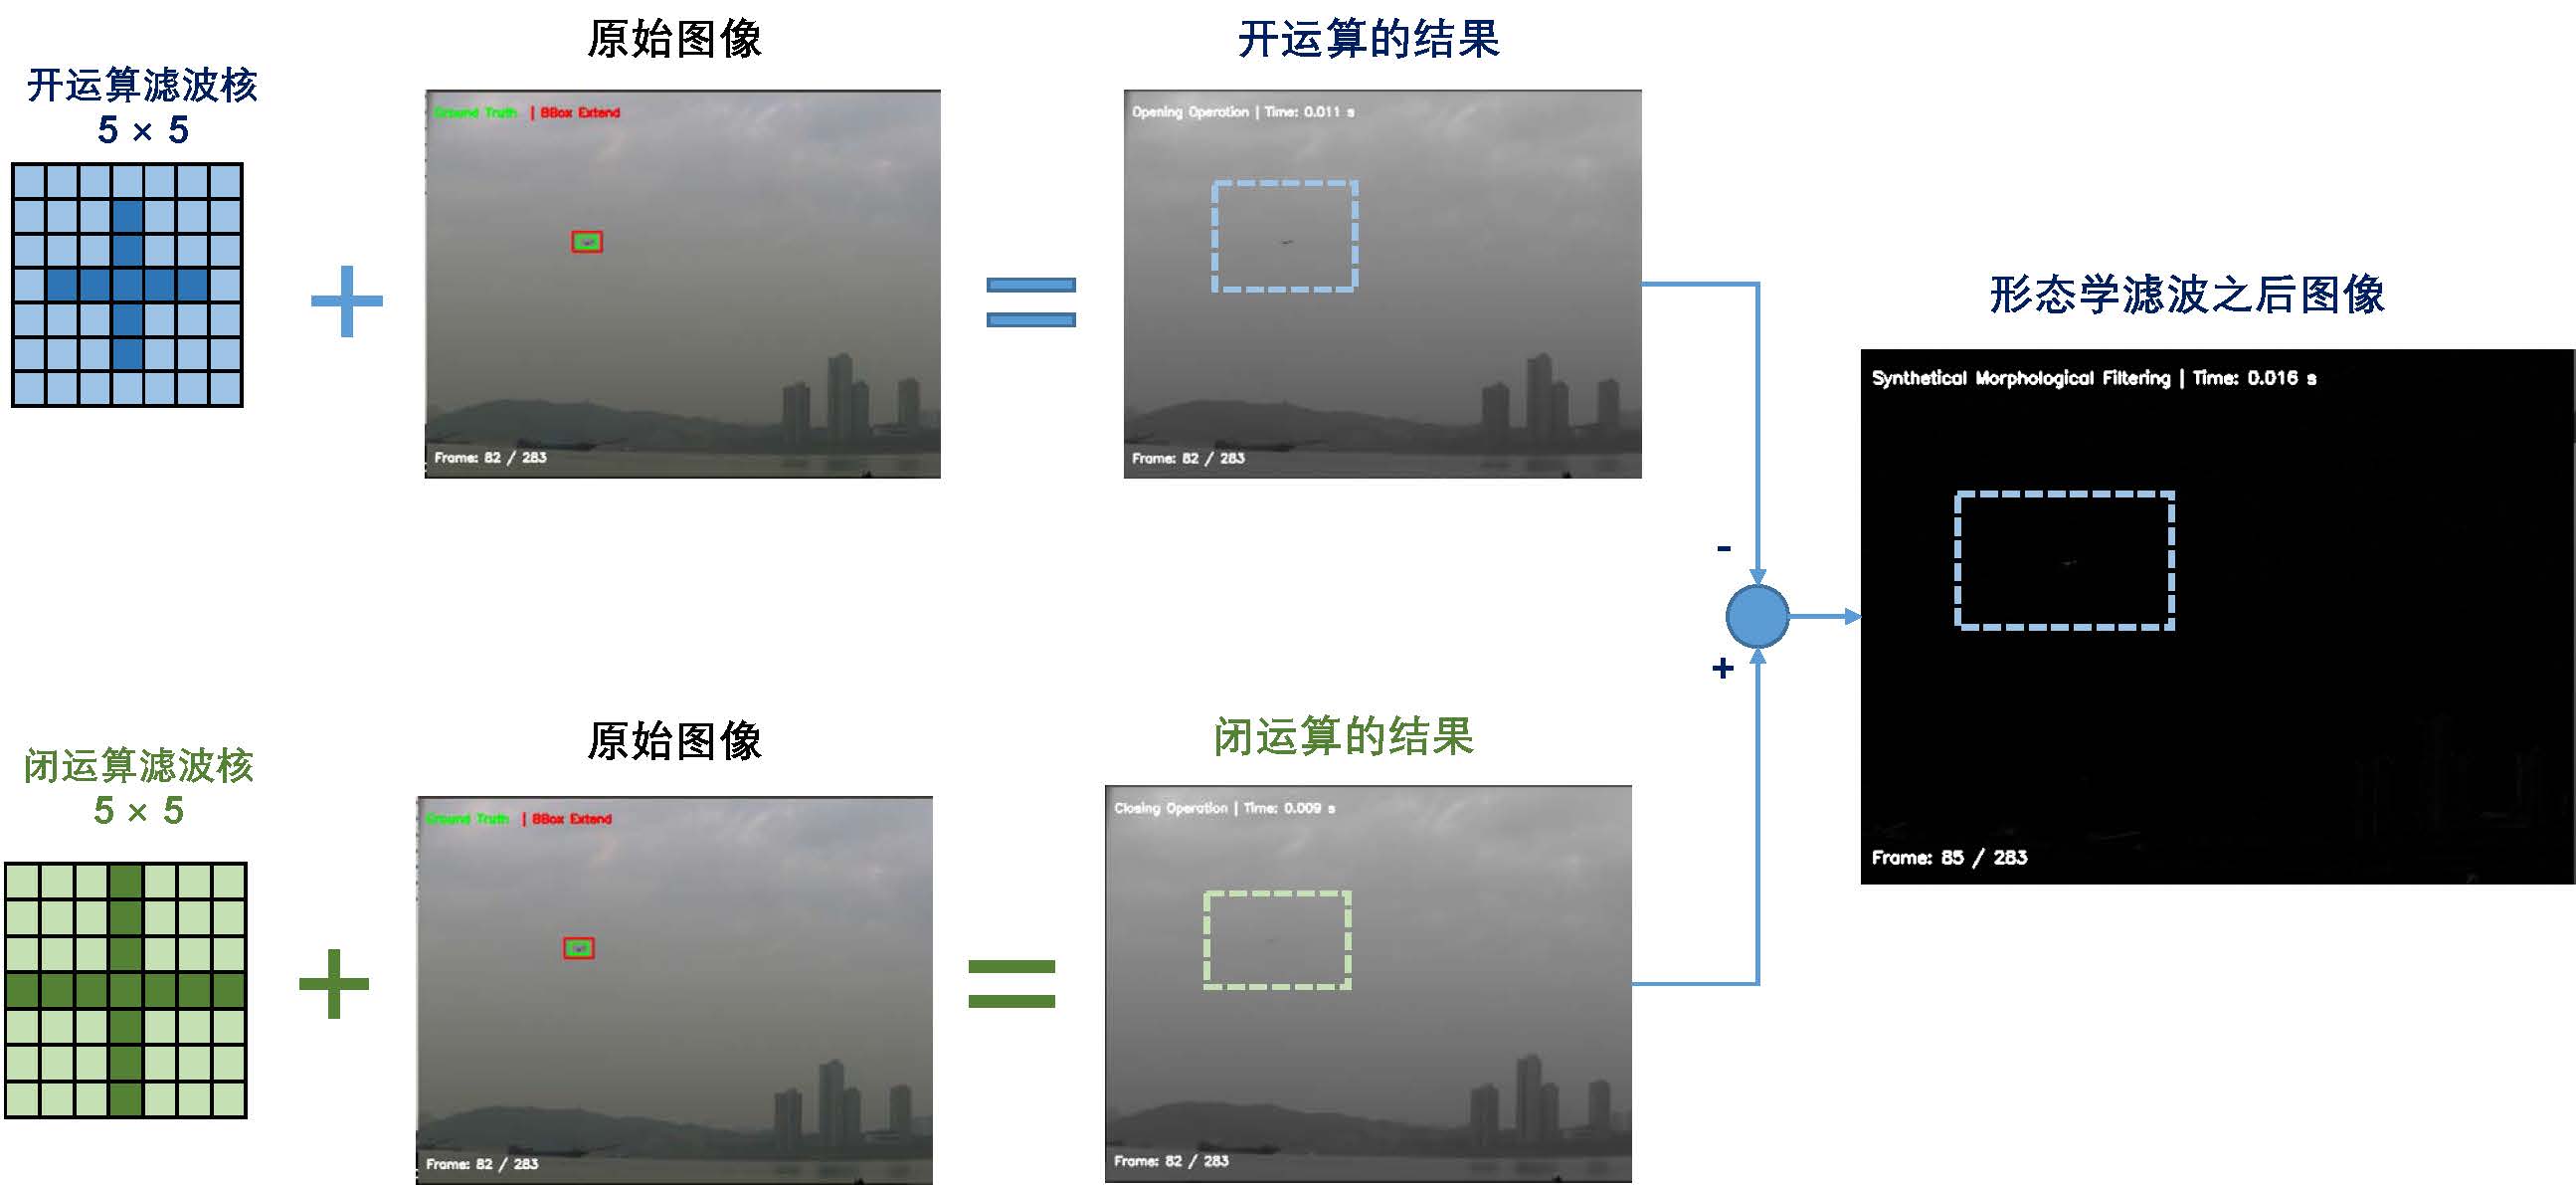 原始图像
开运算的结果
开运算滤波核
5 × 5
Ground Truth | BBox Extend
Frame: 82 / 283
Opening Operation | Time: 0.011 s
Frame: 82 / 283
形态学滤波之后图像
Synthetical Morphological Filtering | Time: 0.016 s
Frame: 85 / 283
-
+
原始图像
闭运算的结果
闭运算滤波核
5 × 5
Ground Truth | BBox Extend
Frame: 82 / 283
Closing Operation | Time: 0.009 s
Frame: 82 / 283